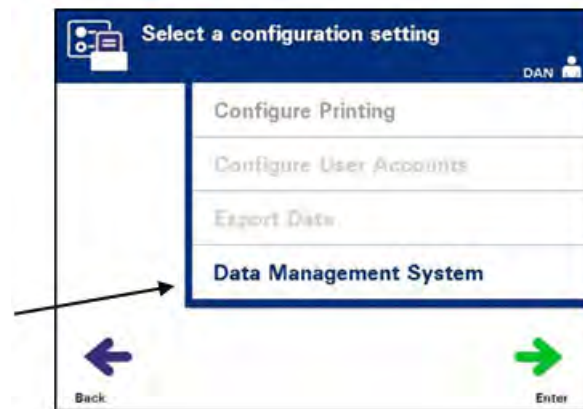 Select a configuration setting
DAN
Configure Printing
Configure User Accounts
Export Data
Data Management System
Back
Enter